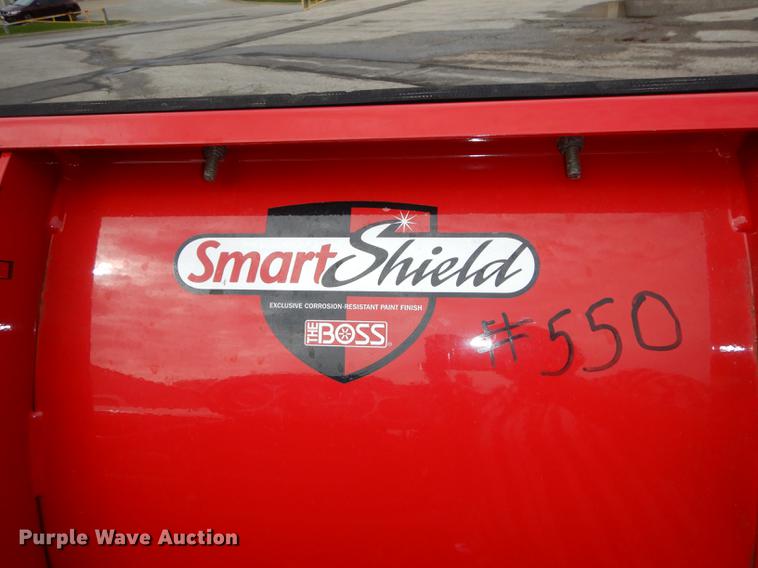 SmartShield
EXCLUSIVE CORROSION-RESISTANT PAINT FINISH
THE BOSS
#550
Purple Wave Auction